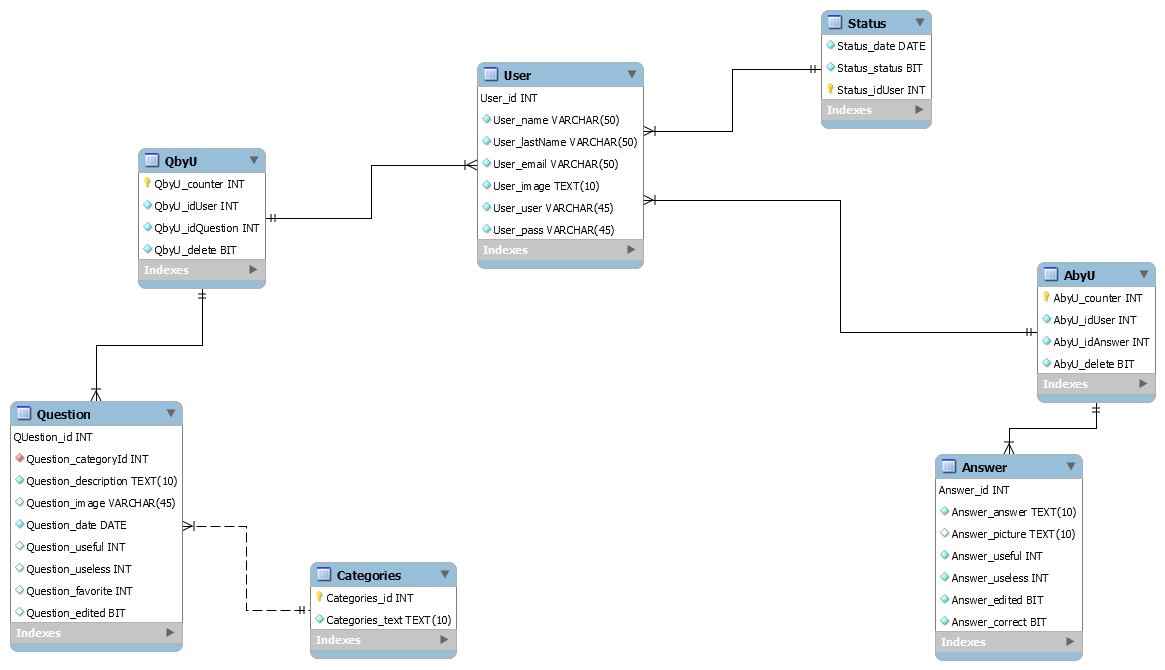 Status
Status_date DATE
Status_status BIT
Status_idUser INT
Indexes
User
User_id INT
User_name VARCHAR(50)
User_lastName VARCHAR(50)
User_email VARCHAR(50)
User_image TEXT(10)
User_user VARCHAR(45)
User_pass VARCHAR(45)
Indexes
QbyU
QbyU_counter INT
QbyU_idUser INT
QbyU_idQuestion INT
QbyU_delete BIT
Indexes
AbyU
AbyU_counter INT
AbyU_idUser INT
AbyU_idAnswer INT
AbyU_delete BIT
Indexes
Question
QUestion_id INT
Question_categoryId INT
Question_description TEXT(10)
Question_image VARCHAR(45)
Question_date DATE
Question_useful INT
Question_useless INT
Question_favorite INT
Question_edited BIT
Indexes
Categories
Categories_id INT
Categories_text TEXT(10)
Indexes
Answer
Answer_id INT
Answer_answer TEXT(10)
Answer_picture TEXT(10)
Answer_useful INT
Answer_useless INT
Answer_edited BIT
Answer_correct BIT
Indexes